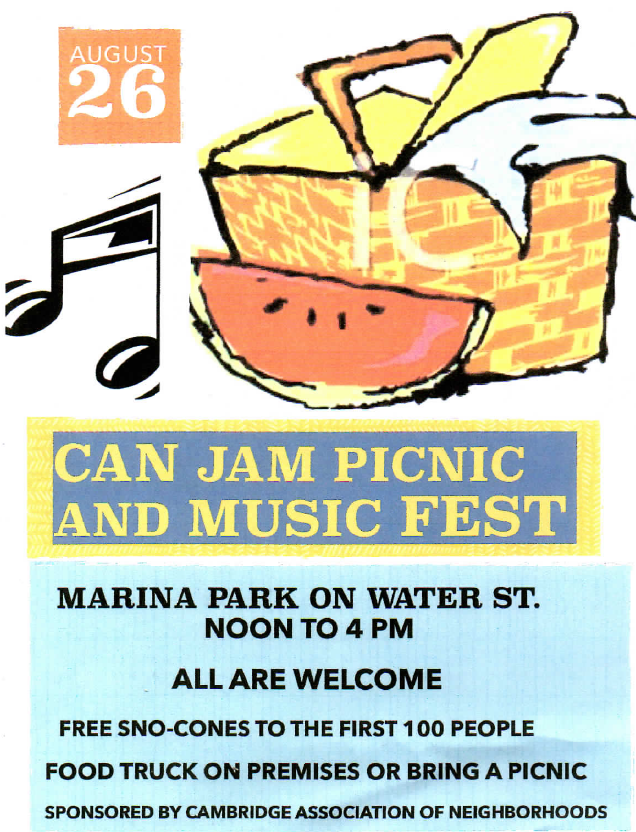 AUGUST
26
CAN JAM PICNIC
AND MUSIC FEST
MARINA PARK ON WATER ST.
NOON TO 4 PM
ALL ARE WELCOME
FREE SNO-CONES TO THE FIRST 100 PEOPLE
FOOD TRUCK ON PREMISES OR BRING A PICNIC
SPONSORED BY CAMBRIDGE ASSOCIATION OF NEIGHBORHOODS